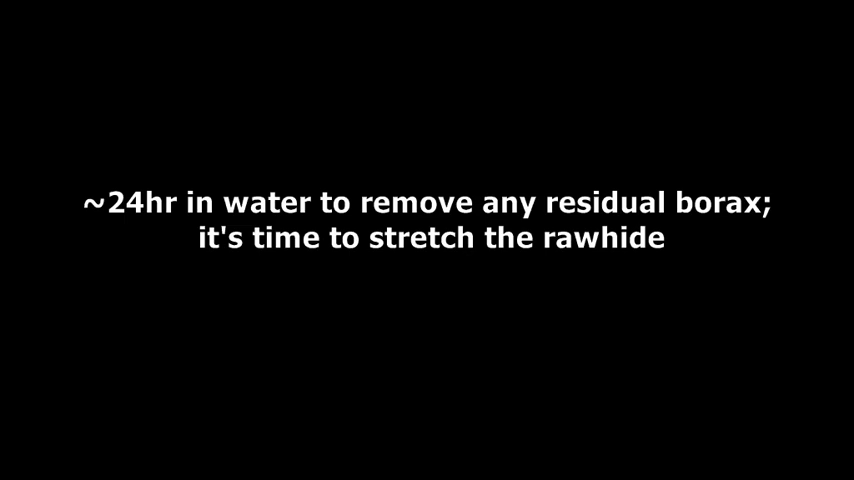 ~24hr in water to remove any residual borax;
it's time to stretch the rawhide